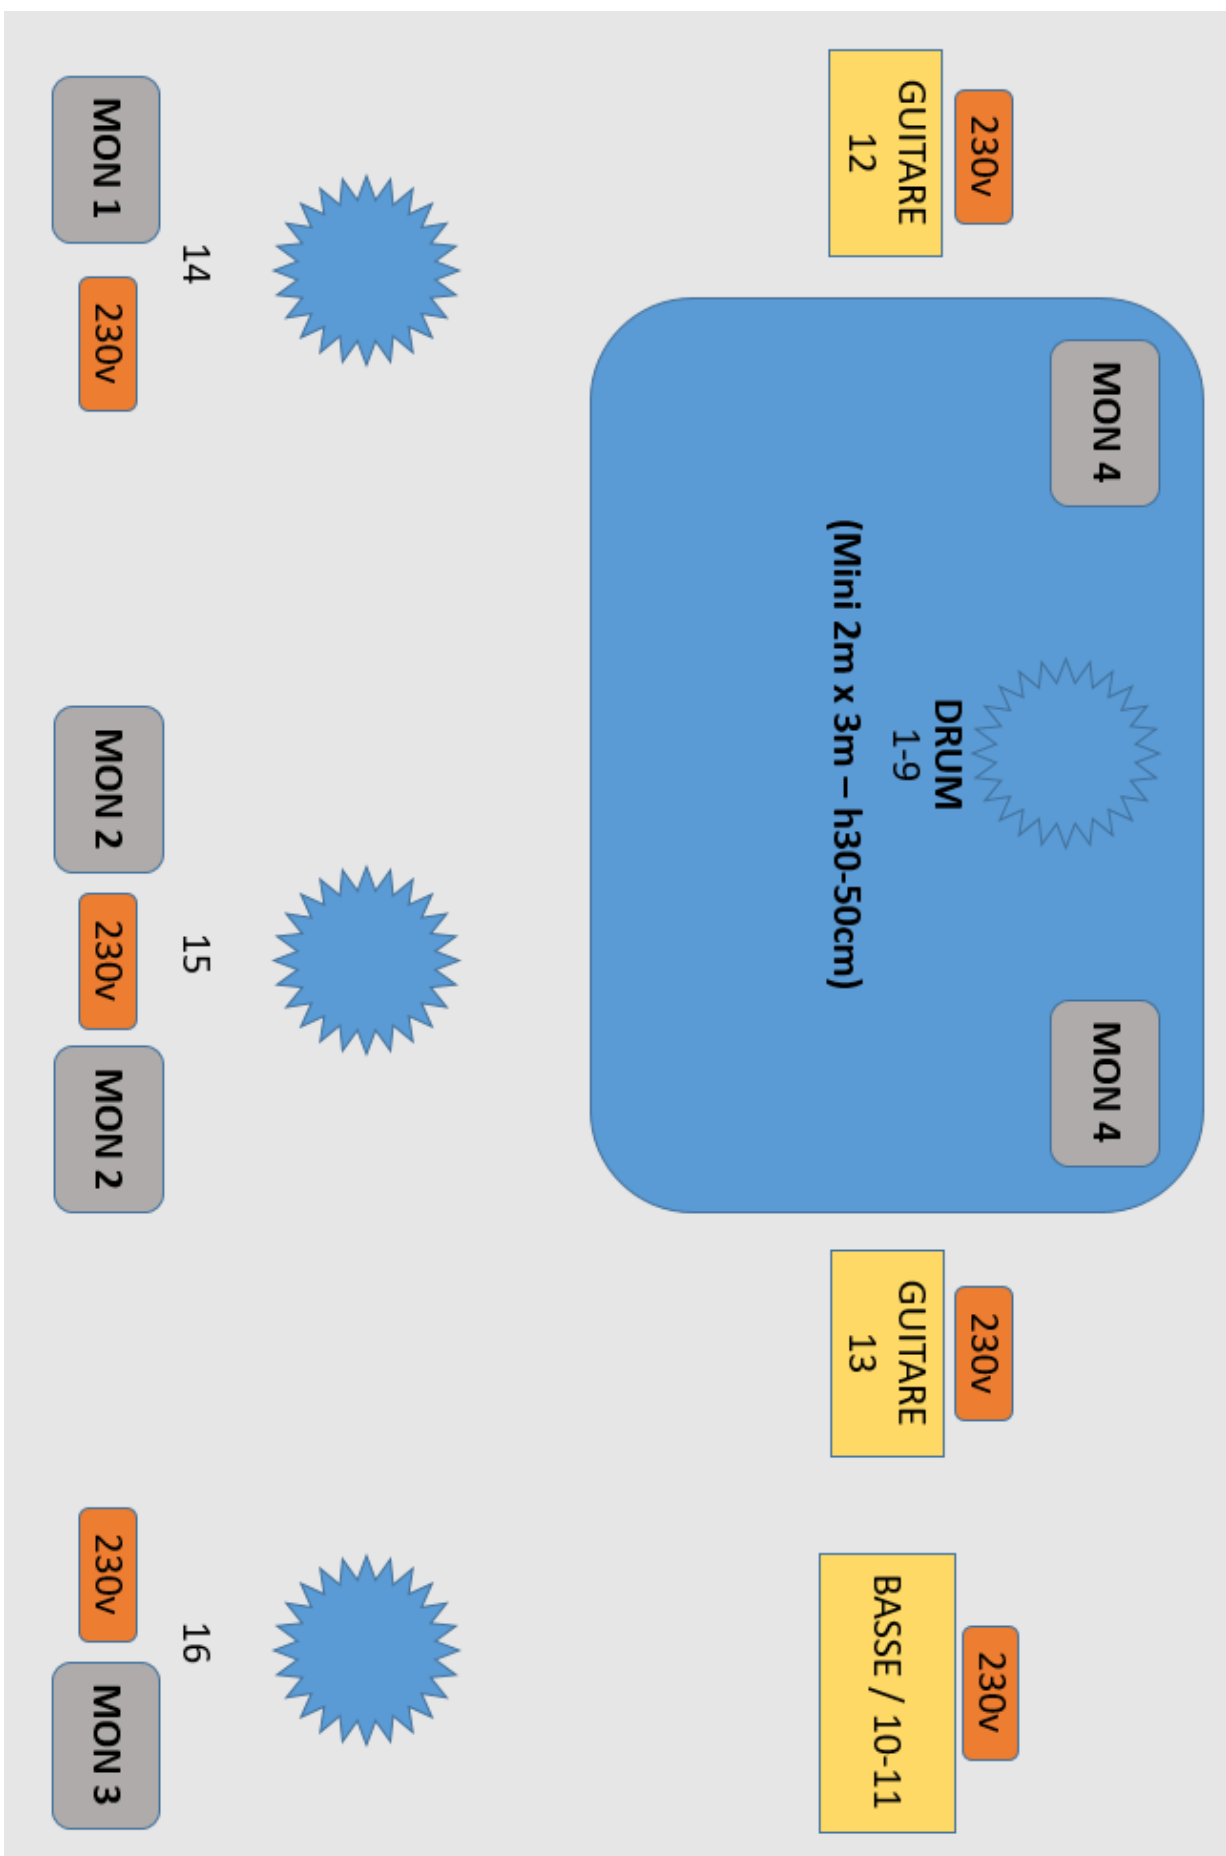 MON 4
MON 4
230v
230v
230v
GUITARE
12
DRUM
1-9
(Mini 2m x 3m – h30-50cm)
GUITARE
13
BASSE / 10-11
14
15
16
MON 1
230v
MON 2
230v
MON 2
230v
MON 3